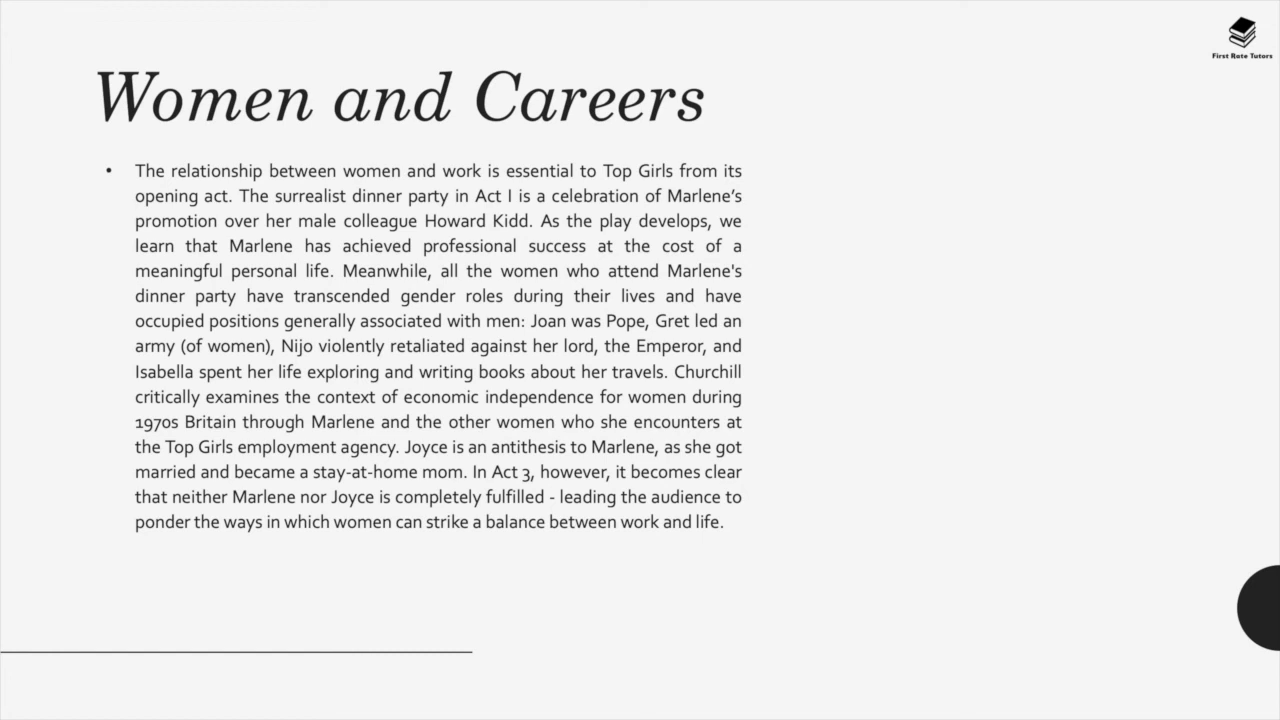 First Rate Tutors
Women and Careers
• The relationship between women and work is essential to Top Girls from its
opening act. The surrealist dinner party in Act I is a celebration of Marlene’s
promotion over her male colleague Howard Kidd. As the play develops, we
learn that Marlene has achieved professional success at the cost of a
meaningful personal life. Meanwhile, all the women who attend Marlene's
dinner party have transcended gender roles during their lives and have
occupied positions generally associated with men: Joan was Pope, Gret led an
army (of women), Nijo violently retaliated against her lord, the Emperor, and
Isabella spent her life exploring and writing books about her travels. Churchill
critically examines the context of economic independence for women during
1970s Britain through Marlene and the other women who she encounters at
the Top Girls employment agency. Joyce is an antithesis to Marlene, as she got
married and became a stay-at-home mom. In Act 3, however, it becomes clear
that neither Marlene nor Joyce is completely fulfilled - leading the audience to
ponder the ways in which women can strike a balance between work and life.